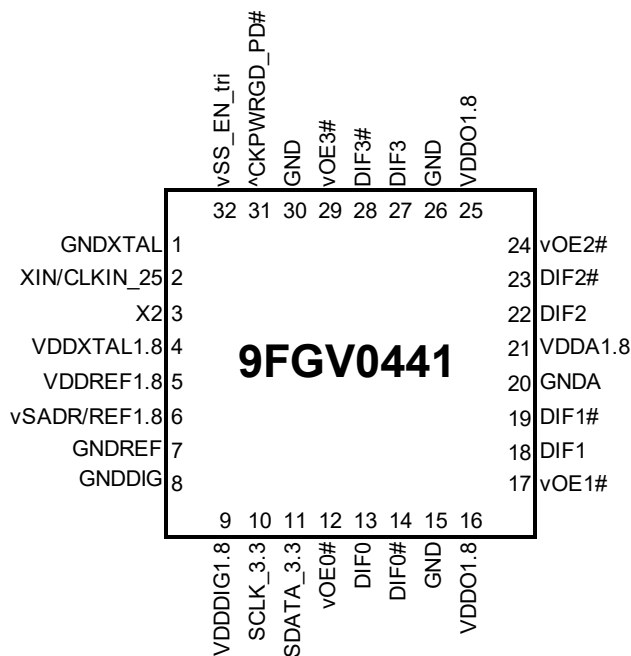 vSS_EN_tri
^CKPWRGD_PD#
GND
vOE3#
DIF3#
DIF3
GND
VDDO1.8
32 31 30 29 28 27 26 25
GNDXTAL 1
XIN/CLKIN_25 2
X2 3
VDDXTAL1.8 4
VDDREF1.8 5
vSADR/REF1.8 6
GNDREF 7
GNDDIG 8
9FGV0441
24 vOE2#
23 DIF2#
22 DIF2
21 VDDA1.8
20 GNDA
19 DIF1#
18 DIF1
17 vOE1#
9 10 11 12 13 14 15 16
VDDDIG1.8
SCLK_3.3
SDATA_3.3
vOE0#
DIF0
DIF0#
GND
VDDO1.8